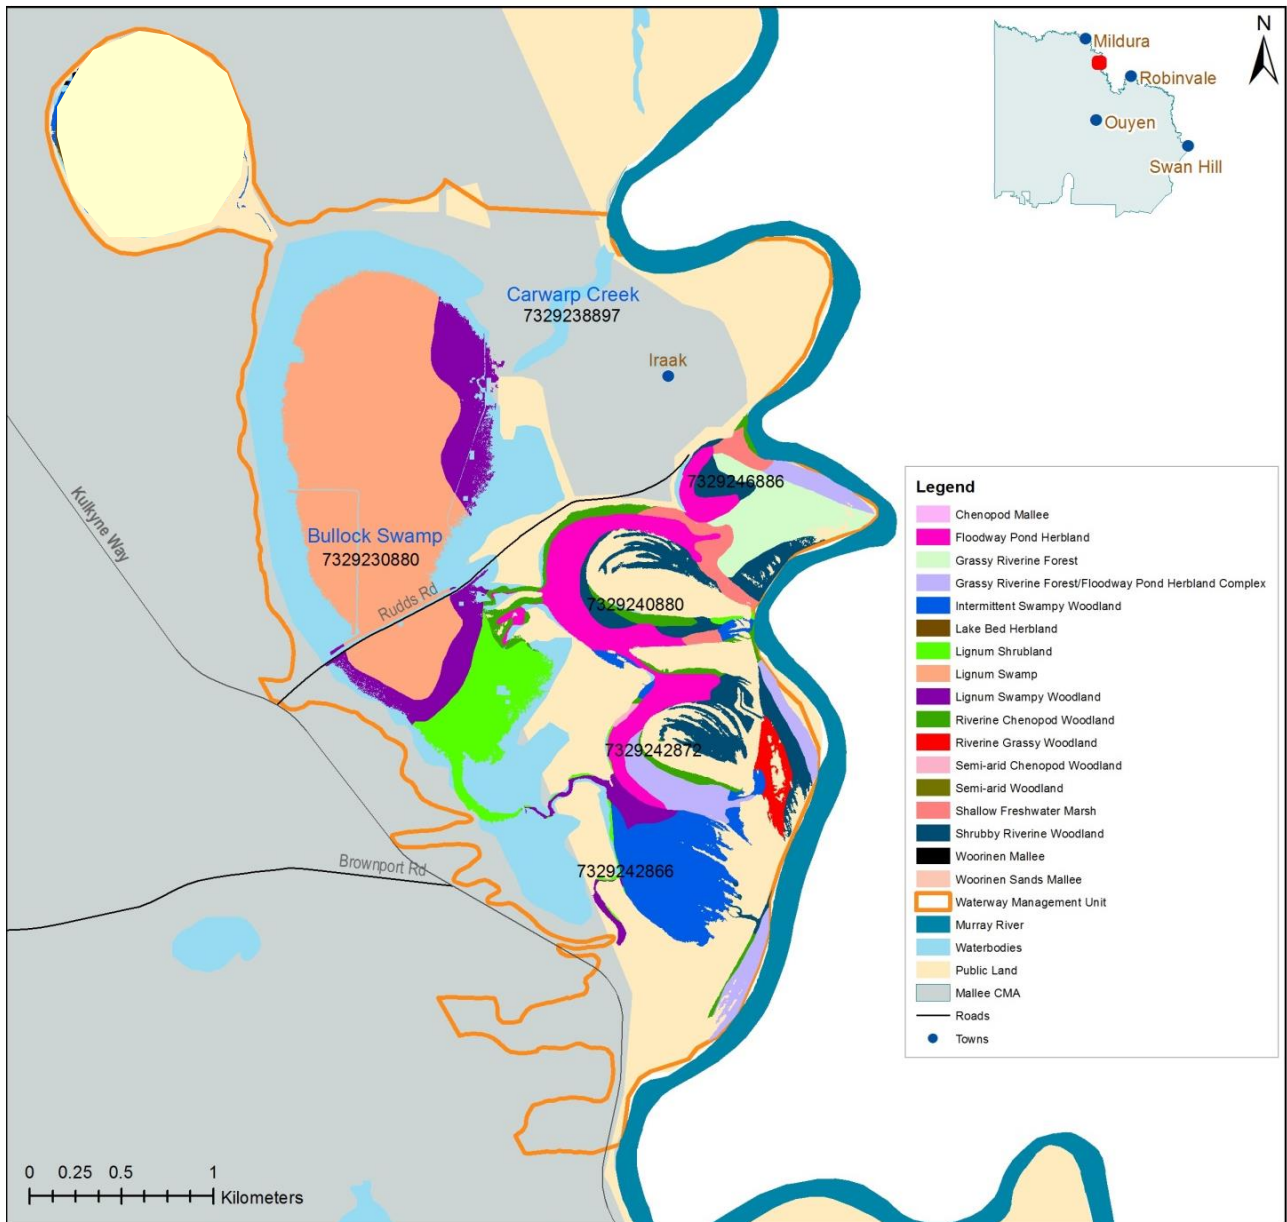 N
Mildura
Robinvale
Ouyen
Swan Hill
Carwarp Creek
7329238897
Iraak
Kulkyne Way
7329246886
Bullock Swamp
7329230880
Rudds Rd
7329240880
7329242872
Brownport Rd
7329242866
Legend
Chenopod Mallee
Floodway Pond Herbland
Grassy Riverine Forest
Grassy Riverine Forest/Floodway Pond Herbland Complex
Intermittent Swampy Woodland
Lake Bed Herbland
Lignum Shrubland
Lignum Swamp
Lignum Swampy Woodland
Riverine Chenopod Woodland
Riverine Grassy Woodland
Semi-arid Chenopod Woodland
Semi-arid Woodland
Shallow Freshwater Marsh
Shrubby Riverine Woodland
Woorinen Mallee
Woorinen Sands Mallee
Waterway Management Unit
Murray River
Waterbodies
Public Land
Mallee CMA
Roads
Towns
0 0.25 0.5 1
Kilometers